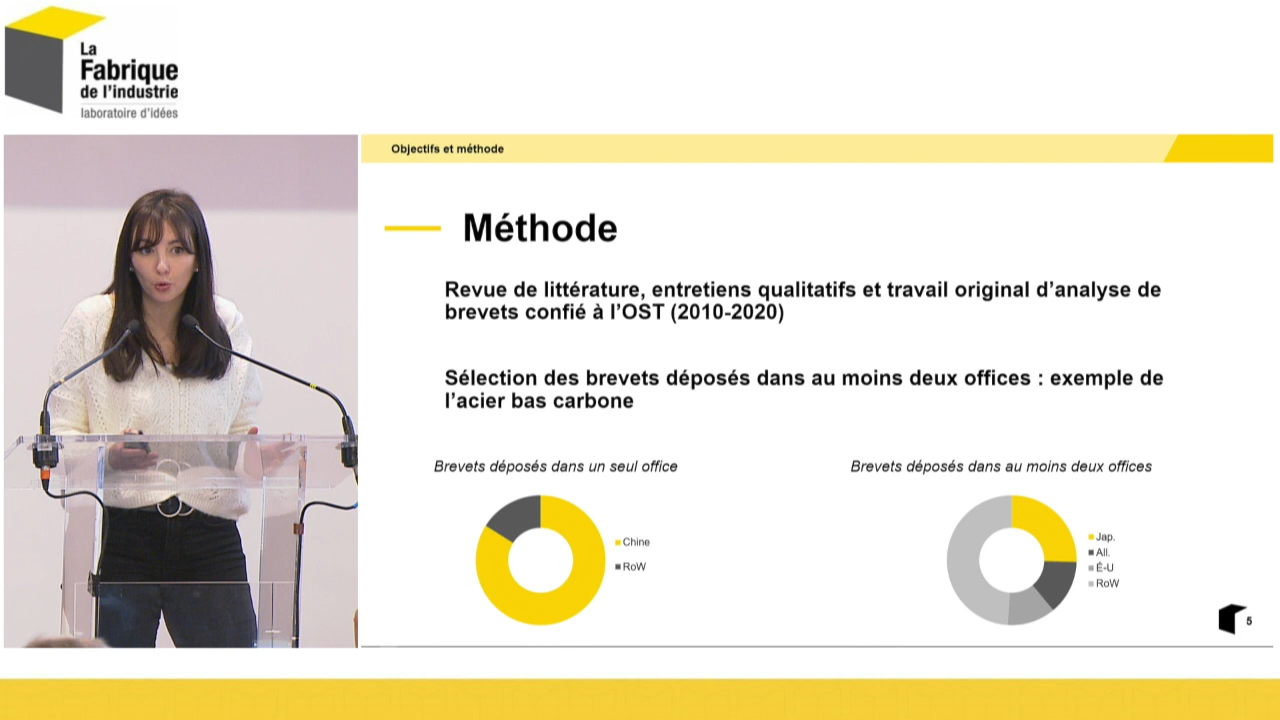 La
Fabrique
de l'industrie
laboratoire d'idées
Objectifs et méthode
Méthode
Revue de littérature, entretiens qualitatifs et travail original d'analyse de
brevets confié à l'OST (2010-2020)
Sélection des brevets déposés dans au moins deux offices : exemple de
l'acier bas carbone
Brevets déposés dans un seul office
Chine
RoW
Brevets déposés dans au moins deux offices
Jap.
All.
É-U
RoW
5